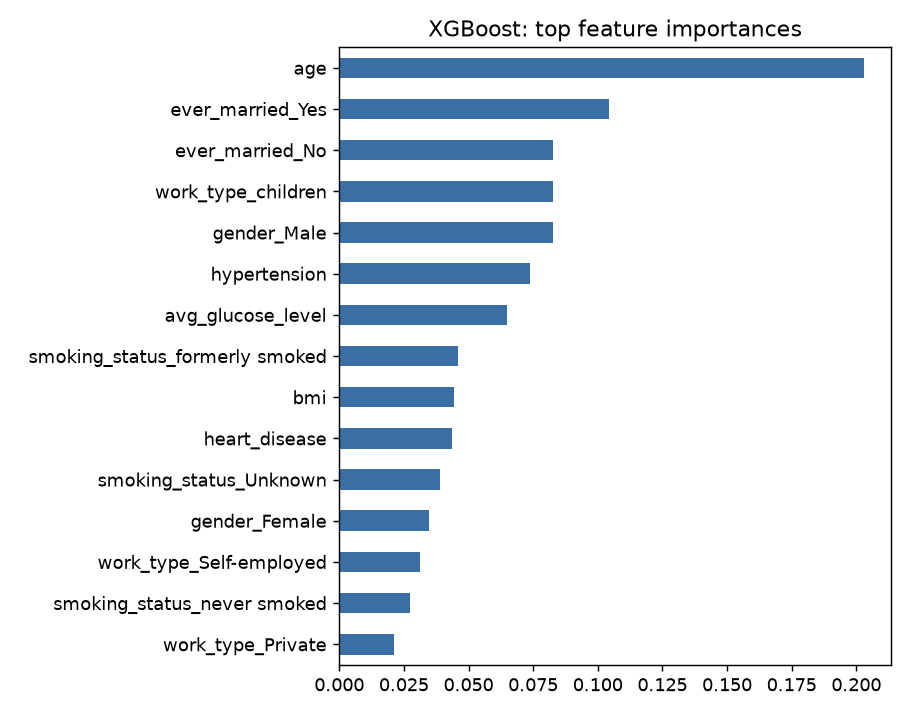 XGBoost: top feature importances
age
ever_married_Yes
ever_married_No
work_type_children
gender_Male
hypertension
avg_glucose_level
smoking_status_formerly smoked
bmi
heart_disease
smoking_status_Unknown
gender_Female
work_type_Self-employed
smoking_status_never smoked
work_type_Private
0.000 0.025 0.050 0.075 0.100 0.125 0.150 0.175 0.200